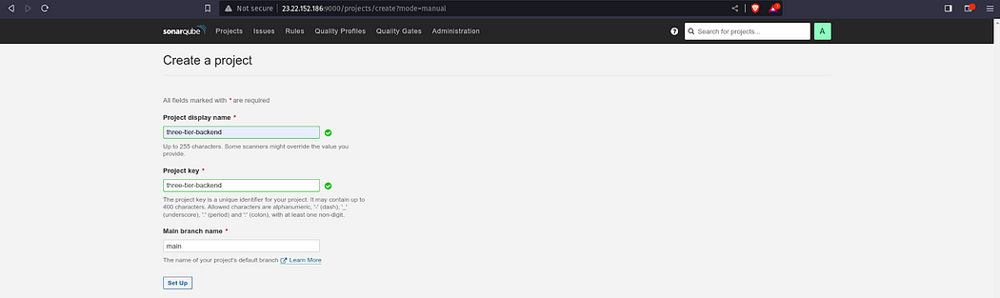 Not secure 23.22.152.186:9000/projects/create?mode=manual
sonarqube Projects Issues Rules Quality Profiles Quality Gates Administration ? Search for projects... A
Create a project
All fields marked with * are required
Project display name *
three-tier-backend
Up to 255 characters. Some scanners might override the value you
provide.
Project key *
three-tier-backend
The project key is a unique identifier for your project. It may contain up to
400 characters. Allowed characters are alphanumeric, '-' (dash), '_'
(underscore), '.' (period) and ':' (colon), with at least one non-digit.
Main branch name *
main
The name of your project's default branch Learn More
Set Up